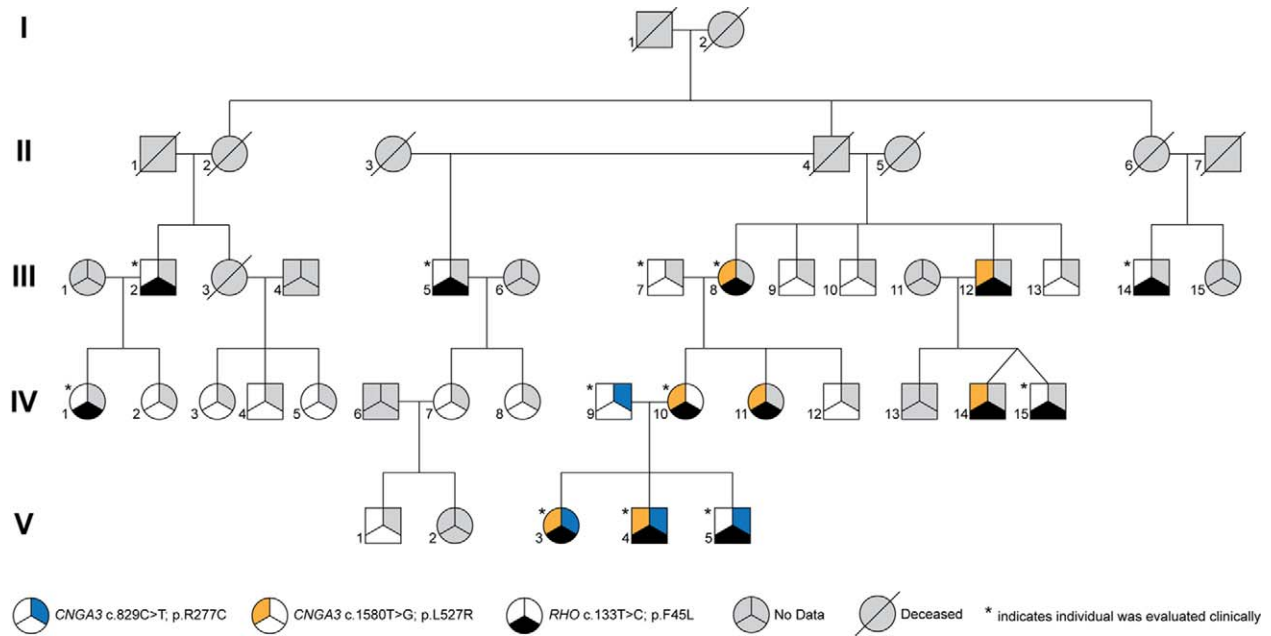 I
1 2
II
1 2 3 4 5 6 7
III
1 * 2 3 4 * 5 6 * 7 * 8 9 10 11 12 13 * 14 15
IV
* 1 2 3 4 5 6 7 8 * 9 * 10 11 12 13 14 * 15
V
1 2 * 3 * 4 * 5
CNGA3 c.829C>T; p.R277C CNGA3 c.1580T>G; p.L527R RHO c.133T>C; p.F45L No Data Deceased * indicates individual was evaluated clinically